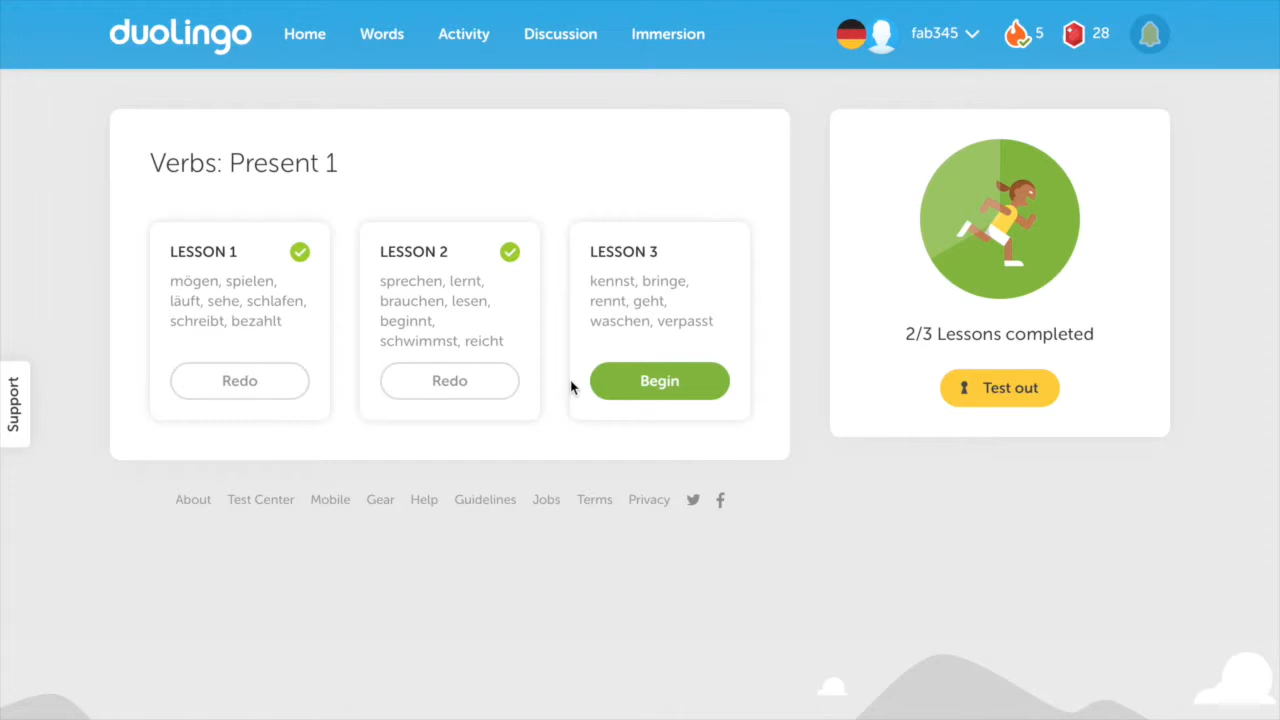 duolingo
Home Words Activity Discussion Immersion
fab345 5 28
Verbs: Present 1
LESSON 1
mögen, spielen,
läuft, sehe, schlafen,
schreibt, bezahlt
Redo
LESSON 2
sprechen, lernt,
brauchen, lesen,
beginnt,
schwimmst, reicht
Redo
LESSON 3
kennst, bringe,
rennt, geht,
waschen, verpasst
Begin
2/3 Lessons completed
Test out
Support
About Test Center Mobile Gear Help Guidelines Jobs Terms Privacy